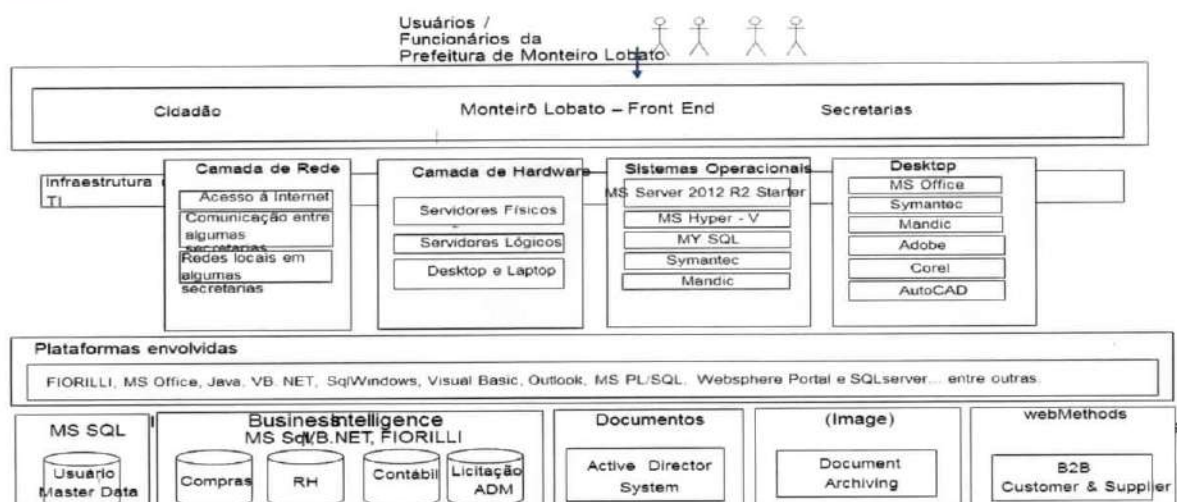 Usuários /
Funcionários da
Prefeitura de Monteiro Lobato
Cidadão
Monteiro Lobato – Front End
Secretarias
Infraestrutura
TI
Camada de Rede
Acesso á Internet
Comunicação entre
algumas
secretarias
Redes locais em
algumas
secretarias
Camada de Hardware
Servidores Físicos
Servidores Lógicos
Desktop e Laptop
Sistemas Operacionais
MS Server 2012 R2 Starter
MS Hyper - V
MY SQL
Symantec
Mandic
Desktop
MS Office
Symantec
Mandic
Adobe
Corel
AutoCAD
Plataformas envolvidas
FIORILLI, MS Office, Java, VB. NET, SqlWindows, Visual Basic, Outlook, MS PL/SQL. Websphere Portal e SQLserver... entre outras
MS SQL
Usuário
Master Data
Business Intelligence
MS Sql, VB.NET, FIORILLI
Compras
RH
Contábil
Licitação
ADM
Documentos
Active Director
System
(Image)
Document
Archiving
webMethods
B2B
Customer & Supplier